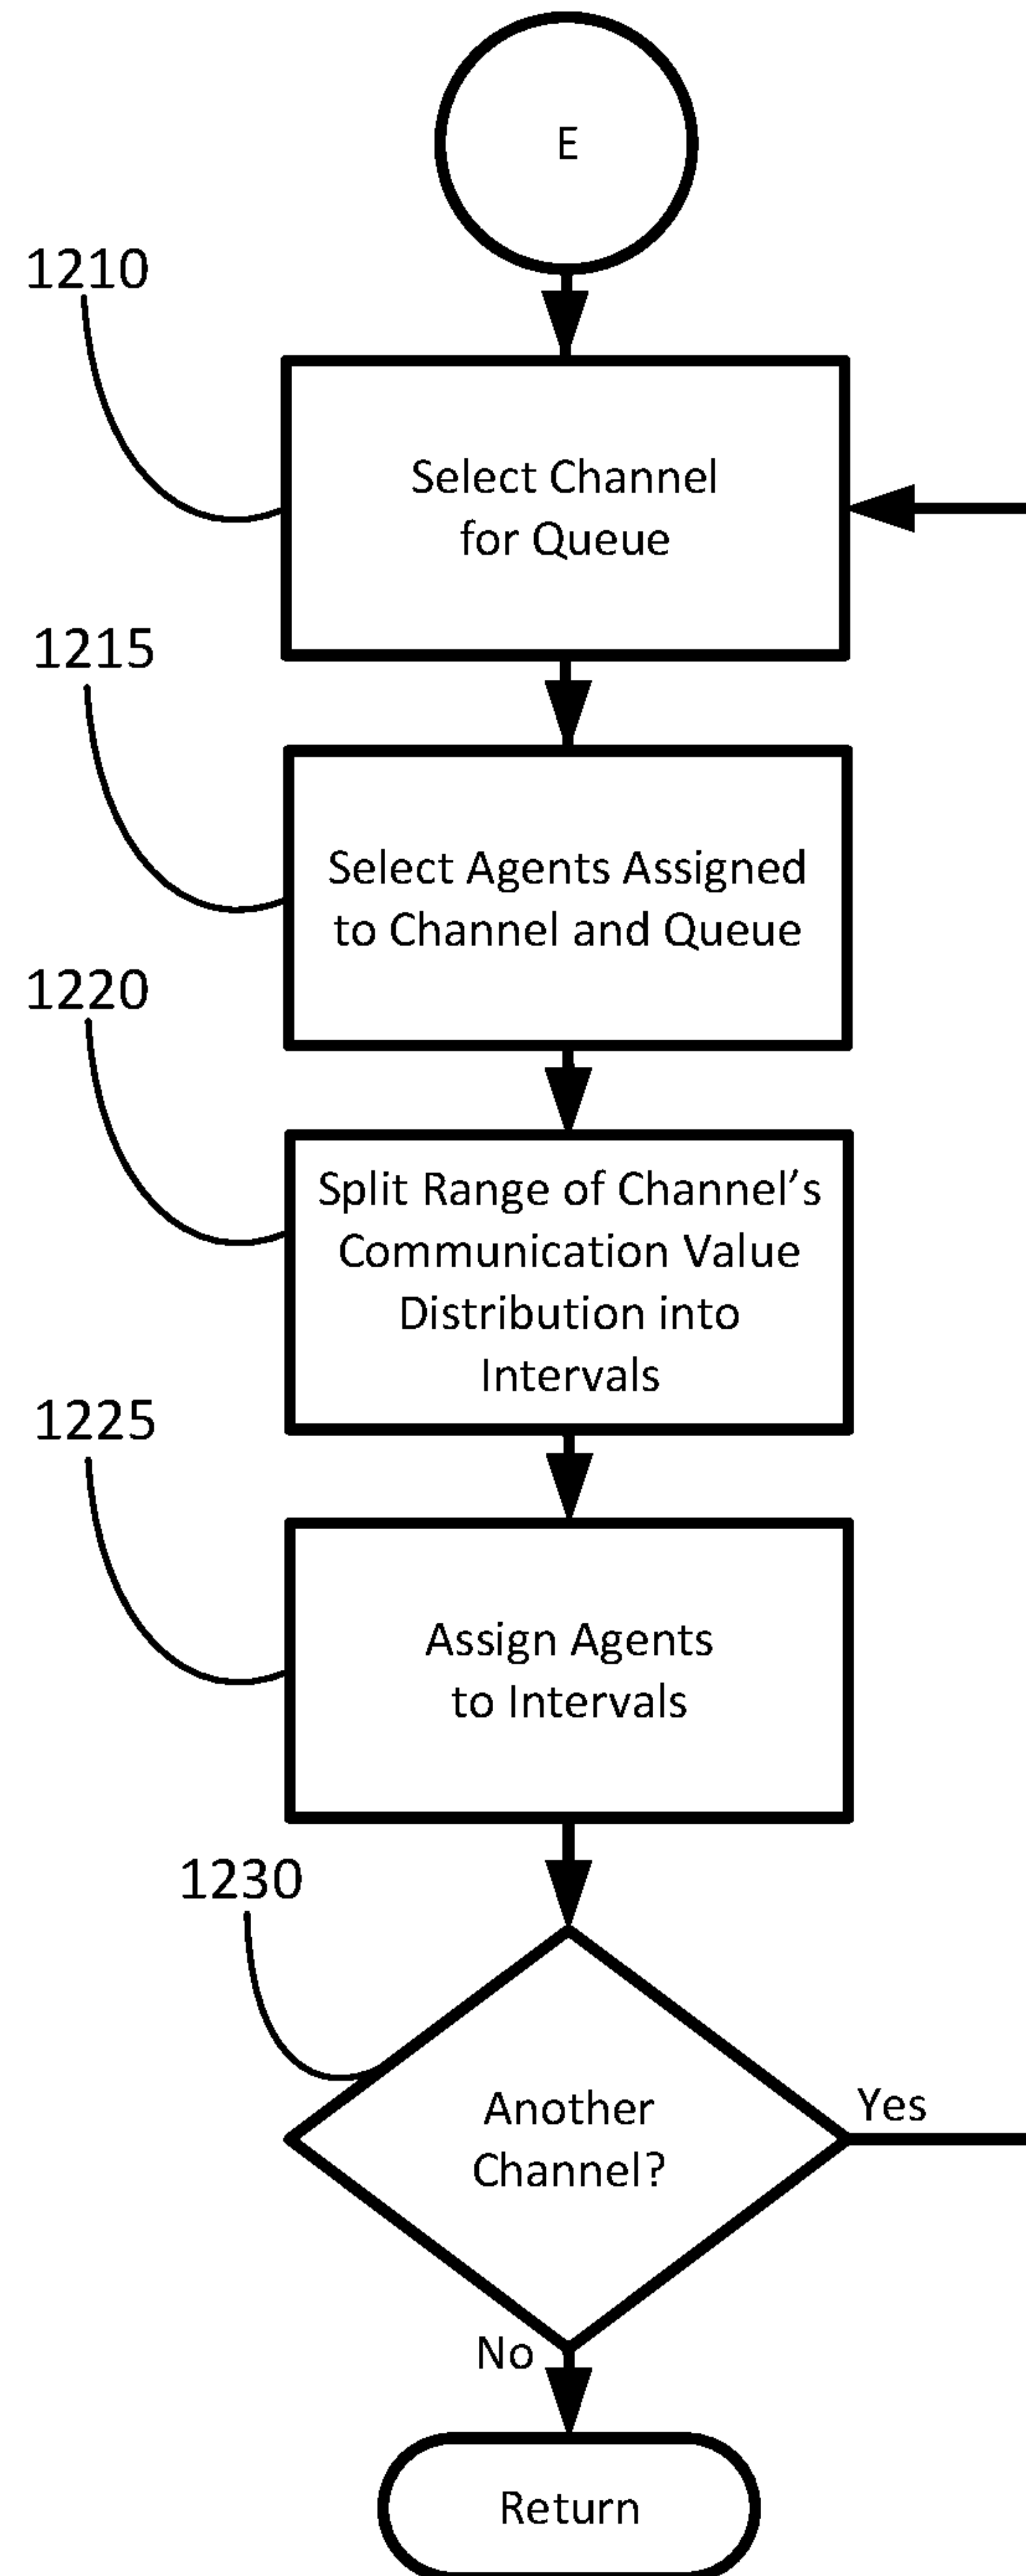 E
1210
Select Channel
for Queue
1215
Select Agents Assigned
to Channel and Queue
1220
Split Range of Channel's
Communication Value
Distribution into
Intervals
1225
Assign Agents
to Intervals
1230
Another
Channel?
Yes
No
Return